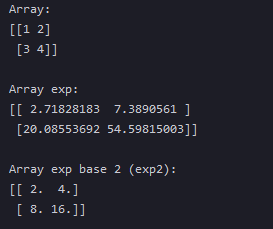 Array:
[[1 2]
 [3 4]]

Array exp:
[[ 2.71828183  7.3890561 ]
 [20.08553692 54.59815003]]

Array exp base 2 (exp2):
[[ 2.  4.]
 [ 8. 16.]]